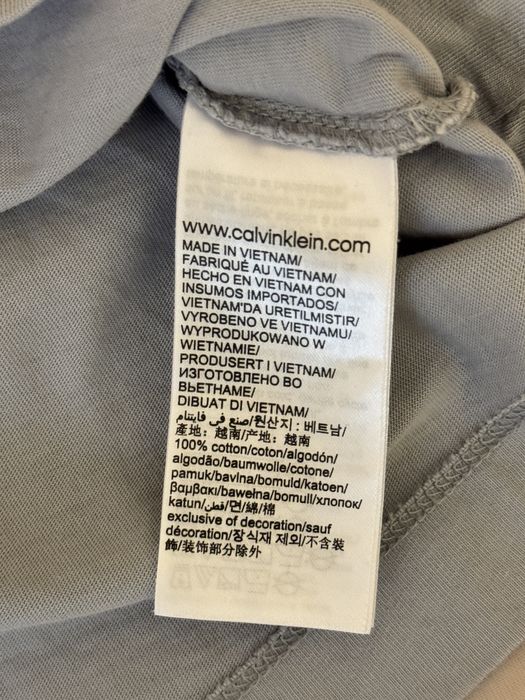 www.calvinklein.com
MADE IN VIETNAM/
FABRIQUÉ AU VIETNAM/
HECHO EN VIETNAM CON
INSUMOS IMPORTADOS/
VIETNAM'DA URETILMISTIR/
VYROBENO VE VIETNAMU/
WYPRODUKOWANO W
WIETNAMIE/
PRODUSERT I VIETNAM/
ИЗГОТОВЛЕНО ВО
ВЬЕТНАМЕ/
DIBUAT DI VIETNAM/
صنع في فايتنام/원산지 : 베트남/
産地：越南/产地：越南
100% cotton/coton/algodón/
algodão/baumwolle/cotone/
pamuk/bavlna/bomuld/katoen/
βαμβακι/bawełna/bomull/хлопок/
katun/قطن/면/綿/棉
exclusive of decoration/sauf
décoration/장식재 제외/不含裝
飾/装饰部分除外